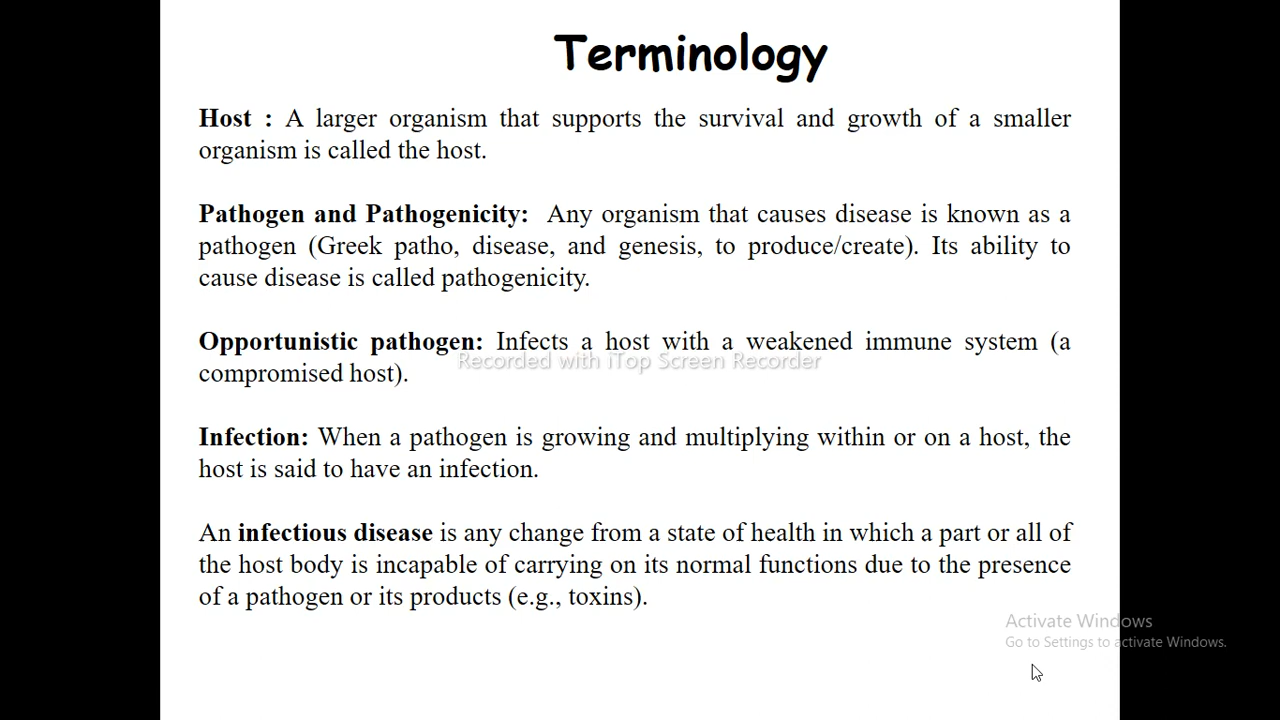 Terminology
Host : A larger organism that supports the survival and growth of a smaller
organism is called the host.
Pathogen and Pathogenicity: Any organism that causes disease is known as a
pathogen (Greek patho, disease, and genesis, to produce/create). Its ability to
cause disease is called pathogenicity.
Opportunistic pathogen: Infects a host with a weakened immune system (a
Recorded with iTop Screen Recorder
compromised host).
Infection: When a pathogen is growing and multiplying within or on a host, the
host is said to have an infection.
An infectious disease is any change from a state of health in which a part or all of
the host body is incapable of carrying on its normal functions due to the presence
of a pathogen or its products (e.g., toxins).
Activate Windows
Go to Settings to activate Windows.